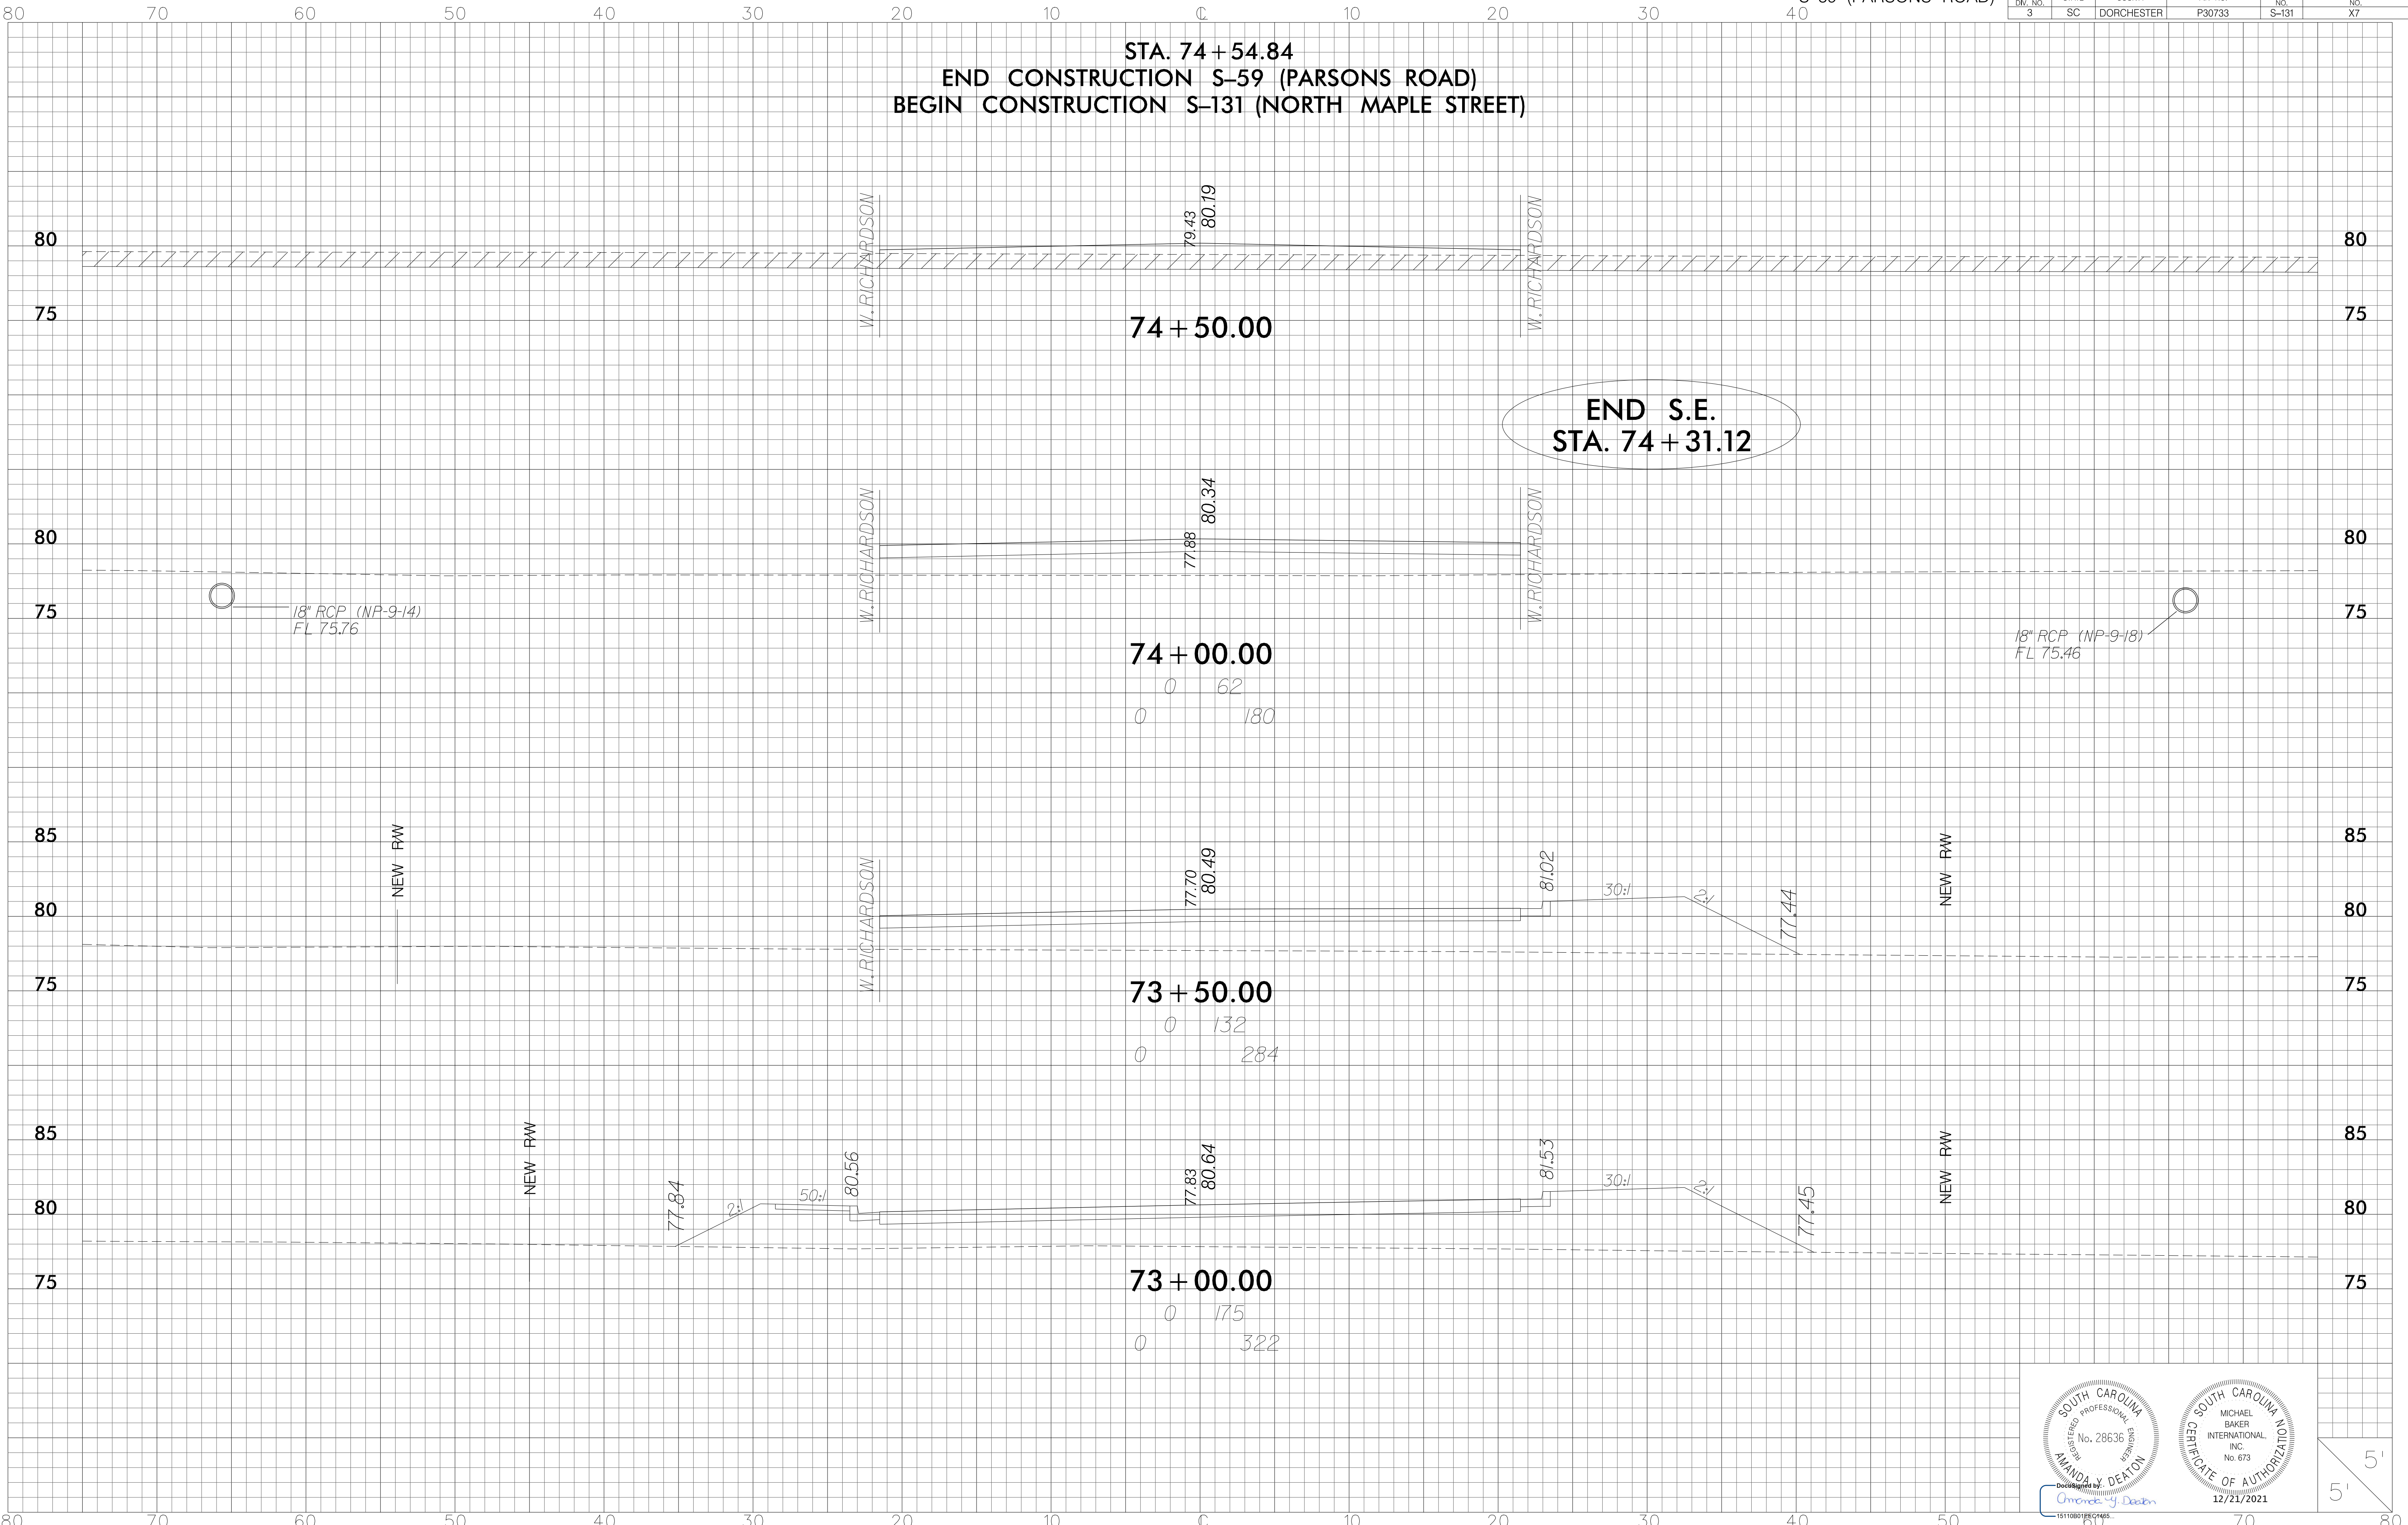 80 70 60 50 40 30 20 10 ℄ 10 20 30 40
3 SC DORCHESTER P30733 S–131 X7
STA. 74+54.84
END CONSTRUCTION S–59 (PARSONS ROAD)
BEGIN CONSTRUCTION S–131 (NORTH MAPLE STREET)
W.RICHARDSON
79.43
80.19
W.RICHARDSON
80 80
75 75
74+50.00
END S.E.
STA. 74+31.12
W.RICHARDSON
77.88
80.34
W.RICHARDSON
80 80
75 75
18" RCP (NP-9-14)
FL 75.76
18" RCP (NP-9-18)
FL 75.46
74+00.00
0 62
0 180
85 85
NEW R/W
W.RICHARDSON
77.70
80.49
81.02
30:1
2:1
77.44
NEW R/W
80 80
75 75
73+50.00
0 132
0 284
85 85
NEW R/W
77.84
2:1
50:1
80.56
77.83
80.64
81.53
30:1
2:1
77.45
NEW R/W
80 80
75 75
73+00.00
0 175
0 322
SOUTH CAROLINA
REGISTERED PROFESSIONAL ENGINEER
No. 28636
AMANDA Y DEATON
SOUTH CAROLINA
MICHAEL
BAKER
INTERNATIONAL,
INC.
No. 673
CERTIFICATE OF AUTHORIZATION
DocuSigned by:
Amanda Y. Deaton
12/21/2021
5'
5'
80 70 60 50 40 30 20 10 ℄ 10 20 30 40 50 60 70 80